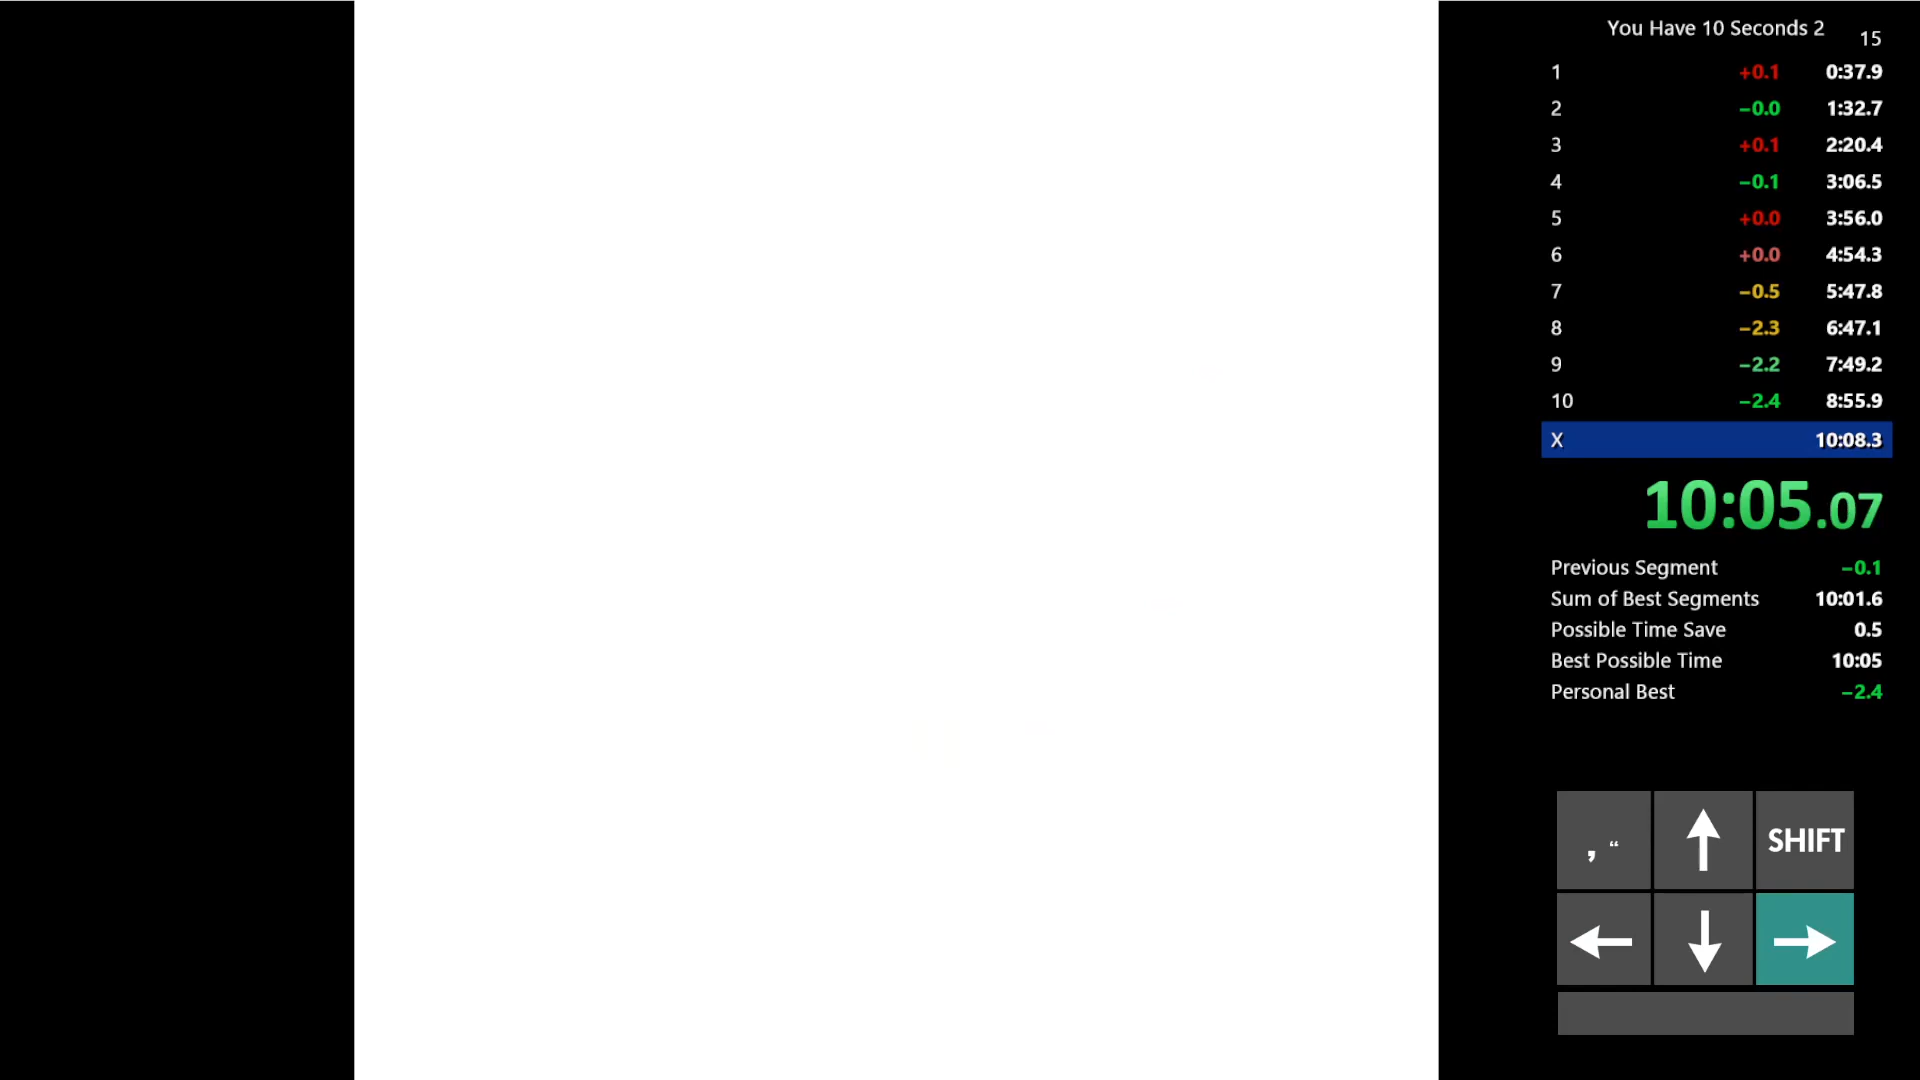 You Have 10 Seconds 2
15
1 +0.1 0:37.9
2 −0.0 1:32.7
3 +0.1 2:20.4
4 −0.1 3:06.5
5 +0.0 3:56.0
6 +0.0 4:54.3
7 −0.5 5:47.8
8 −2.3 6:47.1
9 −2.2 7:49.2
10 −2.4 8:55.9
X 10:08.3
10:05.07
Previous Segment −0.1
Sum of Best Segments 10:01.6
Possible Time Save 0.5
Best Possible Time 10:05
Personal Best −2.4
, “ ↑ SHIFT
← ↓ →